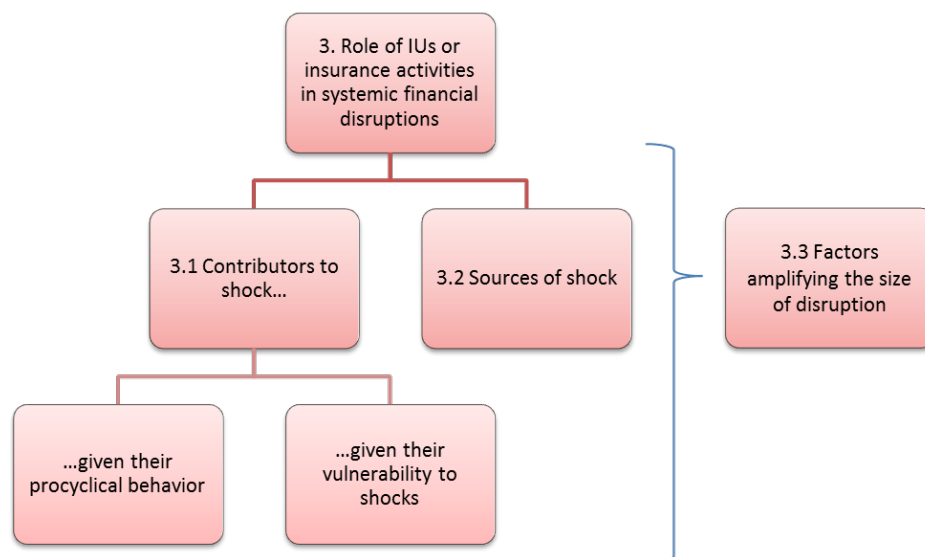 3. Role of IUs or
insurance activities
in systemic financial
disruptions
3.1 Contributors to
shock...
3.2 Sources of shock
3.3 Factors
amplifying the size
of disruption
...given their
procyclical behavior
...given their
vulnerability to
shocks